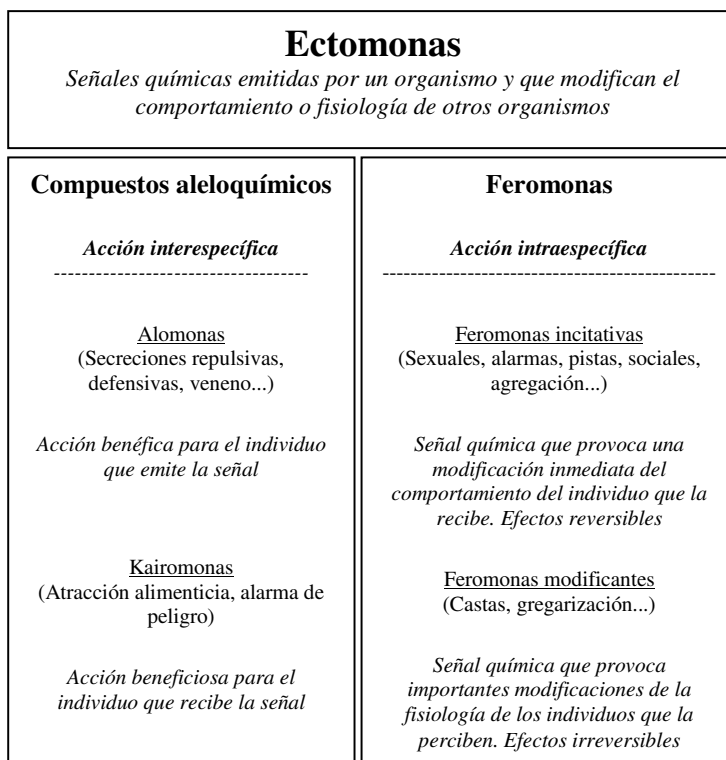 Ectomonas
Señales químicas emitidas por un organismo y que modifican el
comportamiento o fisiología de otros organismos
Compuestos aleloquímicos
Acción interespecífica
-----------------------------------
Alomonas
(Secreciones repulsivas,
defensivas, veneno...)
Acción benéfica para el individuo
que emite la señal
Kairomonas
(Atracción alimenticia, alarma de
peligro)
Acción beneficiosa para el
individuo que recibe la señal
Feromonas
Acción intraespecífica
-----------------------------------------------
Feromonas incitativas
(Sexuales, alarmas, pistas, sociales,
agregación...)
Señal química que provoca una
modificación inmediata del
comportamiento del individuo que la
recibe. Efectos reversibles
Feromonas modificantes
(Castas, gregarización...)
Señal química que provoca
importantes modificaciones de la
fisiología de los individuos que la
perciben. Efectos irreversibles